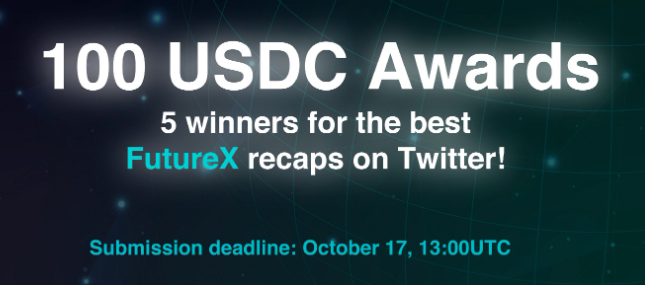 100 USDC Awards
5 winners for the best
FutureX recaps on Twitter!
Submission deadline: October 17, 13:00UTC